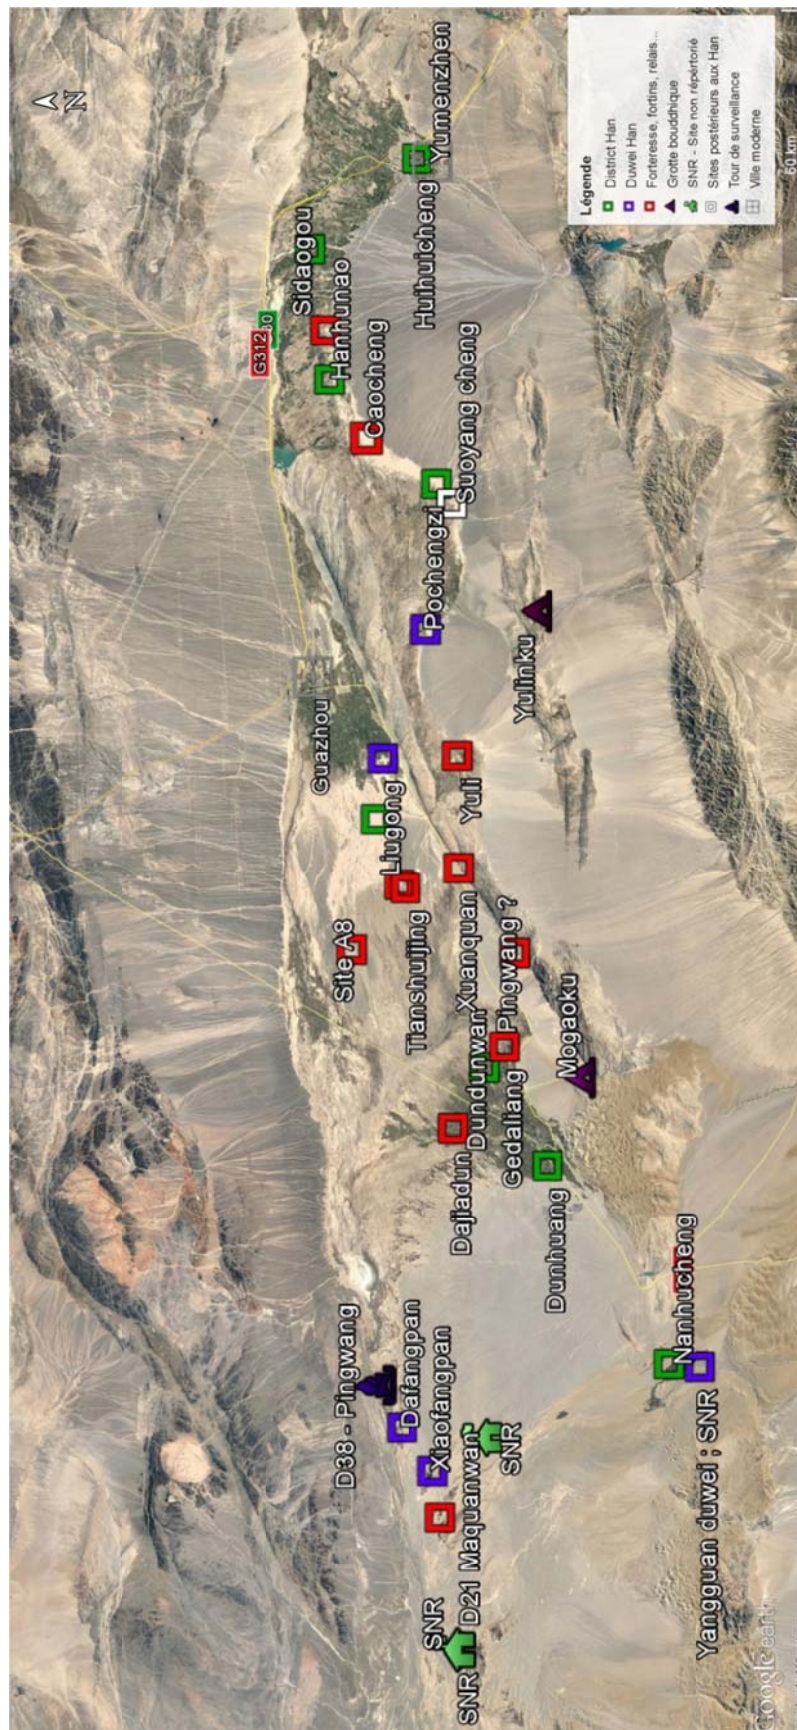 N
Légende
District Han
Duwei Han
Forteresse, fortins, relais...
Grotte bouddhique
SNR - Site non répértorié
Sites postérieurs aux Han
Tour de surveillance
Ville moderne
60 km
Yumenzhen
Huihuicheng
Sidaogou
Hanhunao
G312
30
Caocheng
Suoyang cheng
Pochengzi
Yulinku
Guazhou
Yuli
Liugong
Xuanquan
Tianshuijing
Site A8
Pingwang ?
Mogaoku
Dundunwan
Gedaliang
Dajiadun
Dunhuang
Nanhucheng
Yangguan duwei ; SNR
D38 - Pingwang
Dafangpan
Xiaofangpan
SNR
D21 Maquanwan
SNR
SNR
Google earth